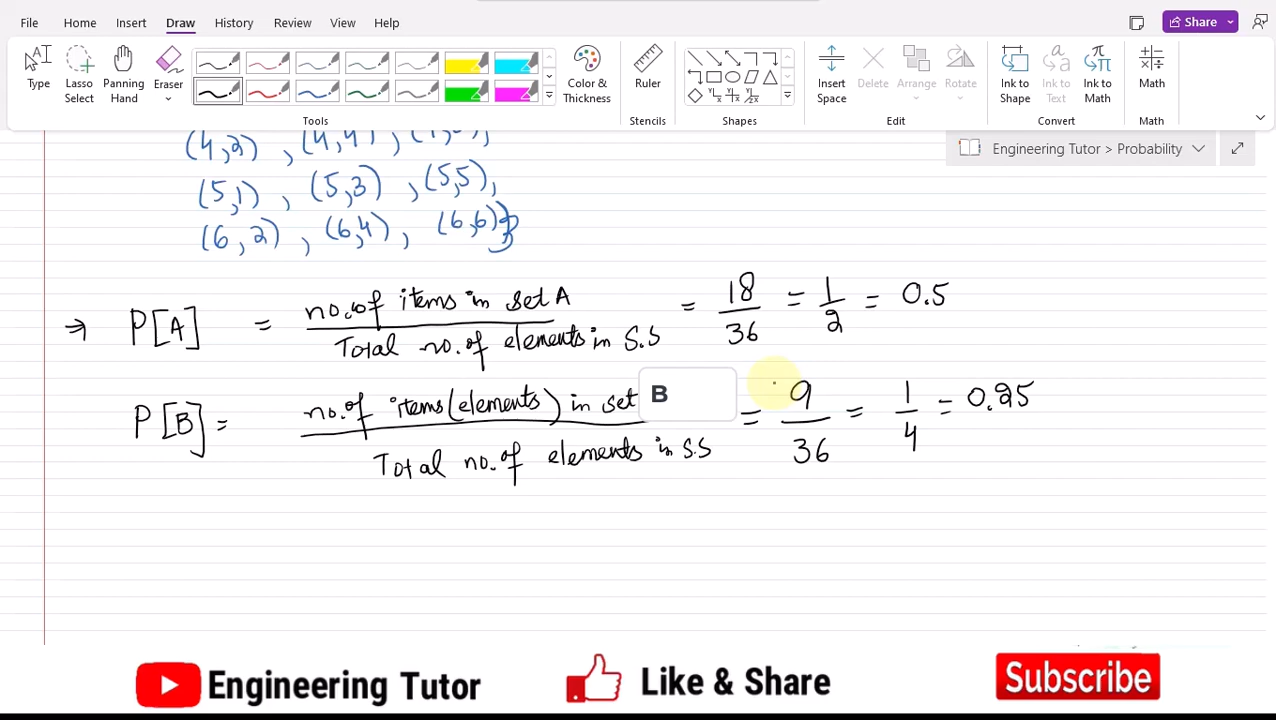 File Home Insert Draw History Review View Help Share
Type Lasso Select Panning Hand Eraser Color & Thickness Ruler Insert Space Delete Arrange Rotate Ink to Shape Ink to Text Ink to Math Math
Tools Stencils Shapes Edit Convert Math
Engineering Tutor > Probability
(4,2) , (4,4) ,
(5,1) , (5,3) , (5,5),
(6,2) , (6,4) , (6,6)}
⇒ P[A] = no. of items in set A / Total no. of elements in S.S = 18/36 = 1/2 = 0.5
P[B] = no. of items (elements) in set B / Total no. of elements in S.S = 9/36 = 1/4 = 0.25
Engineering Tutor Like & Share Subscribe